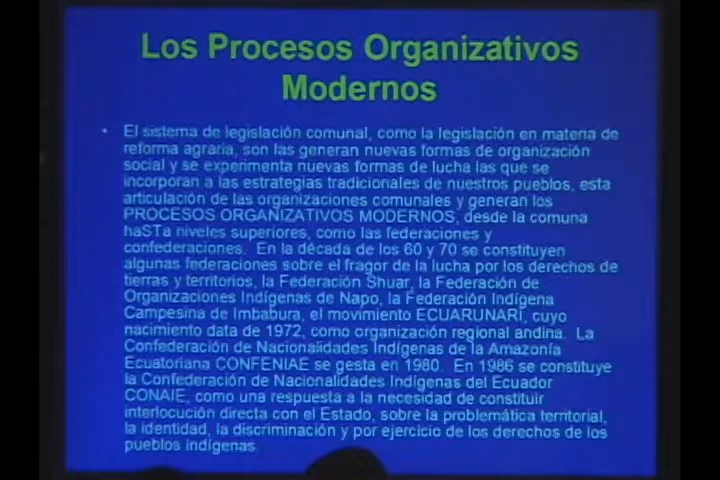 Los Procesos Organizativos
Modernos
• El sistema de legislación comunal, como la legislación en materia de
reforma agraria, son las generan nuevas formas de organización
social y se experimenta nuevas formas de lucha las que se
incorporan a las estrategias tradicionales de nuestros pueblos, esta
articulación de las organizaciones comunales y generan los
PROCESOS ORGANIZATIVOS MODERNOS, desde la comuna
haSTa niveles superiores, como las federaciones y
confederaciones. En la década de los 60 y 70 se constituyen
algunas federaciones sobre el fragor de la lucha por los derechos de
tierras y territorios, la Federación Shuar, la Federación de
Organizaciones Indígenas de Napo, la Federación Indígena
Campesina de Imbabura, el movimiento ECUARUNARI, cuyo
nacimiento data de 1972, como organización regional andina. La
Confederación de Nacionalidades Indígenas de la Amazonía
Ecuatoriana CONFENIAE se gesta en 1980. En 1986 se constituye
la Confederación de Nacionalidades Indígenas del Ecuador
CONAIE, como una respuesta a la necesidad de constituir
interlocución directa con el Estado, sobre la problemática territorial,
la identidad, la discriminación y por ejercicio de los derechos de los
pueblos indígenas.